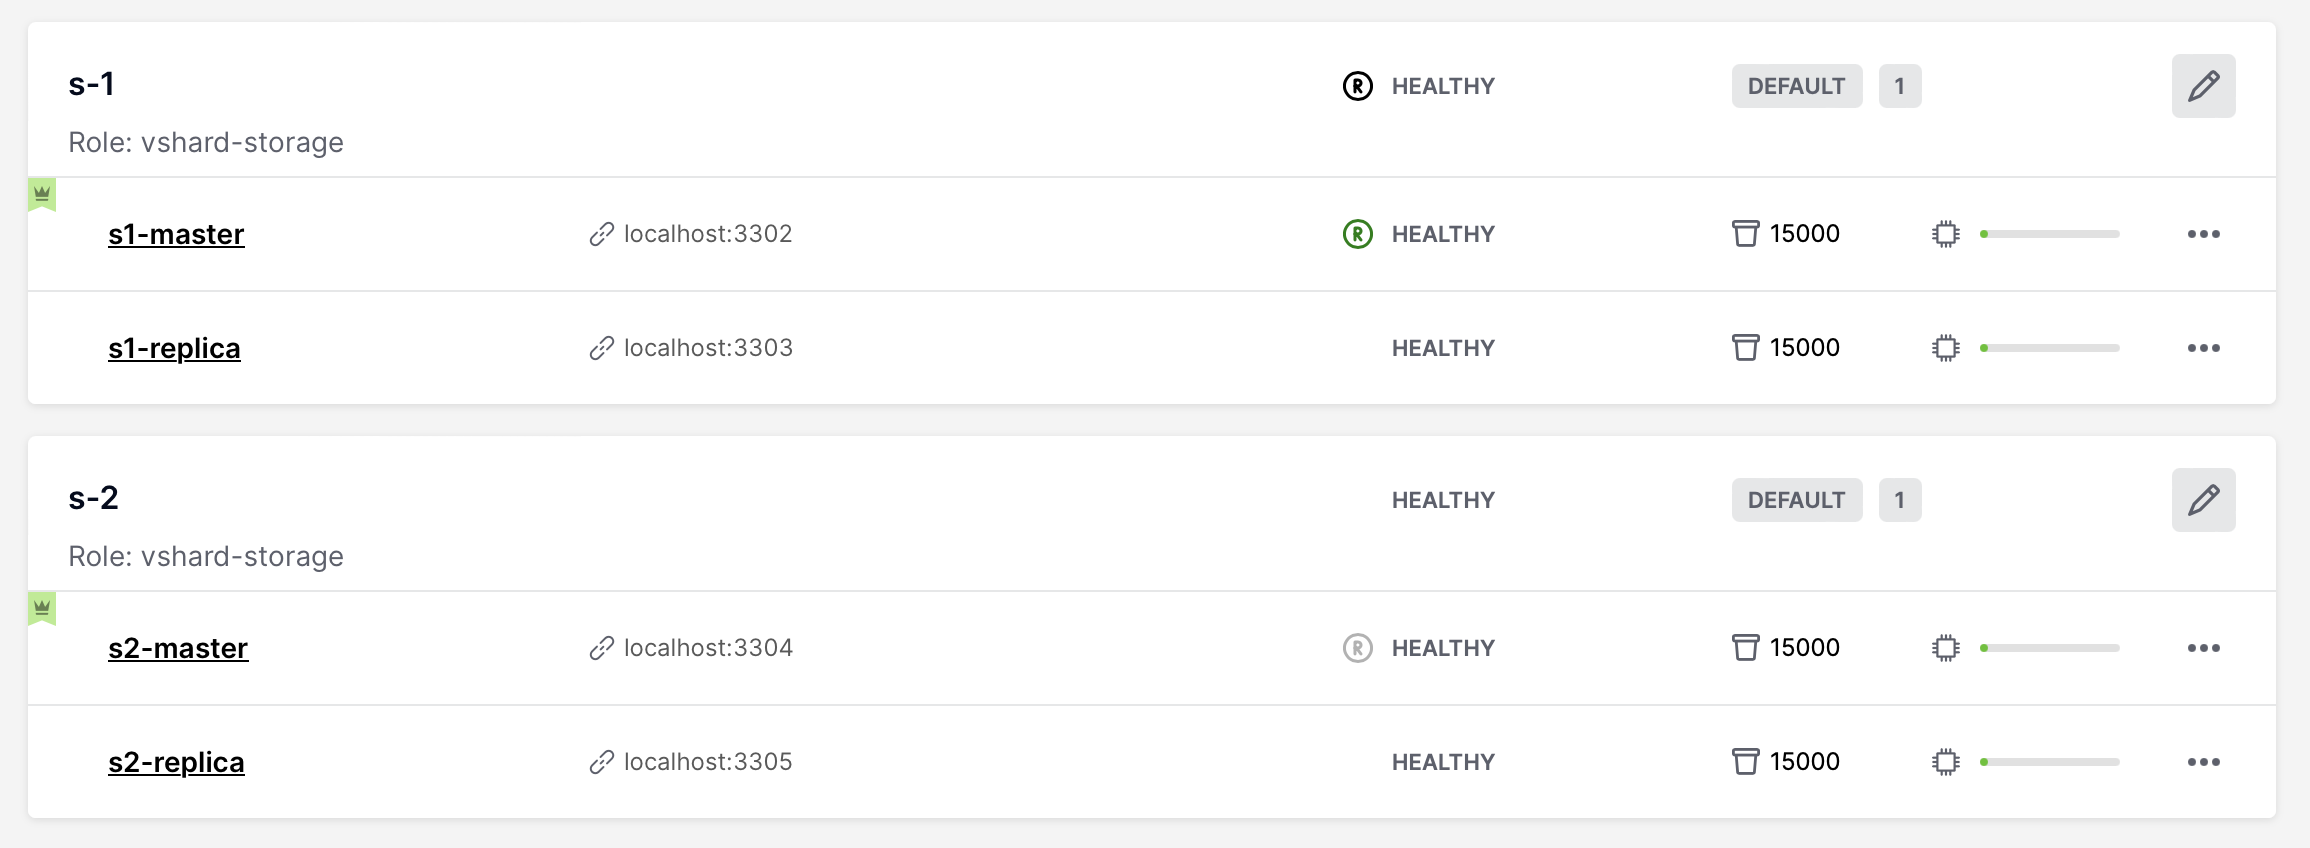 s-1
® HEALTHY
DEFAULT 1
Role: vshard-storage
s1-master localhost:3302 ® HEALTHY 15000
s1-replica localhost:3303 HEALTHY 15000
s-2
HEALTHY
DEFAULT 1
Role: vshard-storage
s2-master localhost:3304 ® HEALTHY 15000
s2-replica localhost:3305 HEALTHY 15000